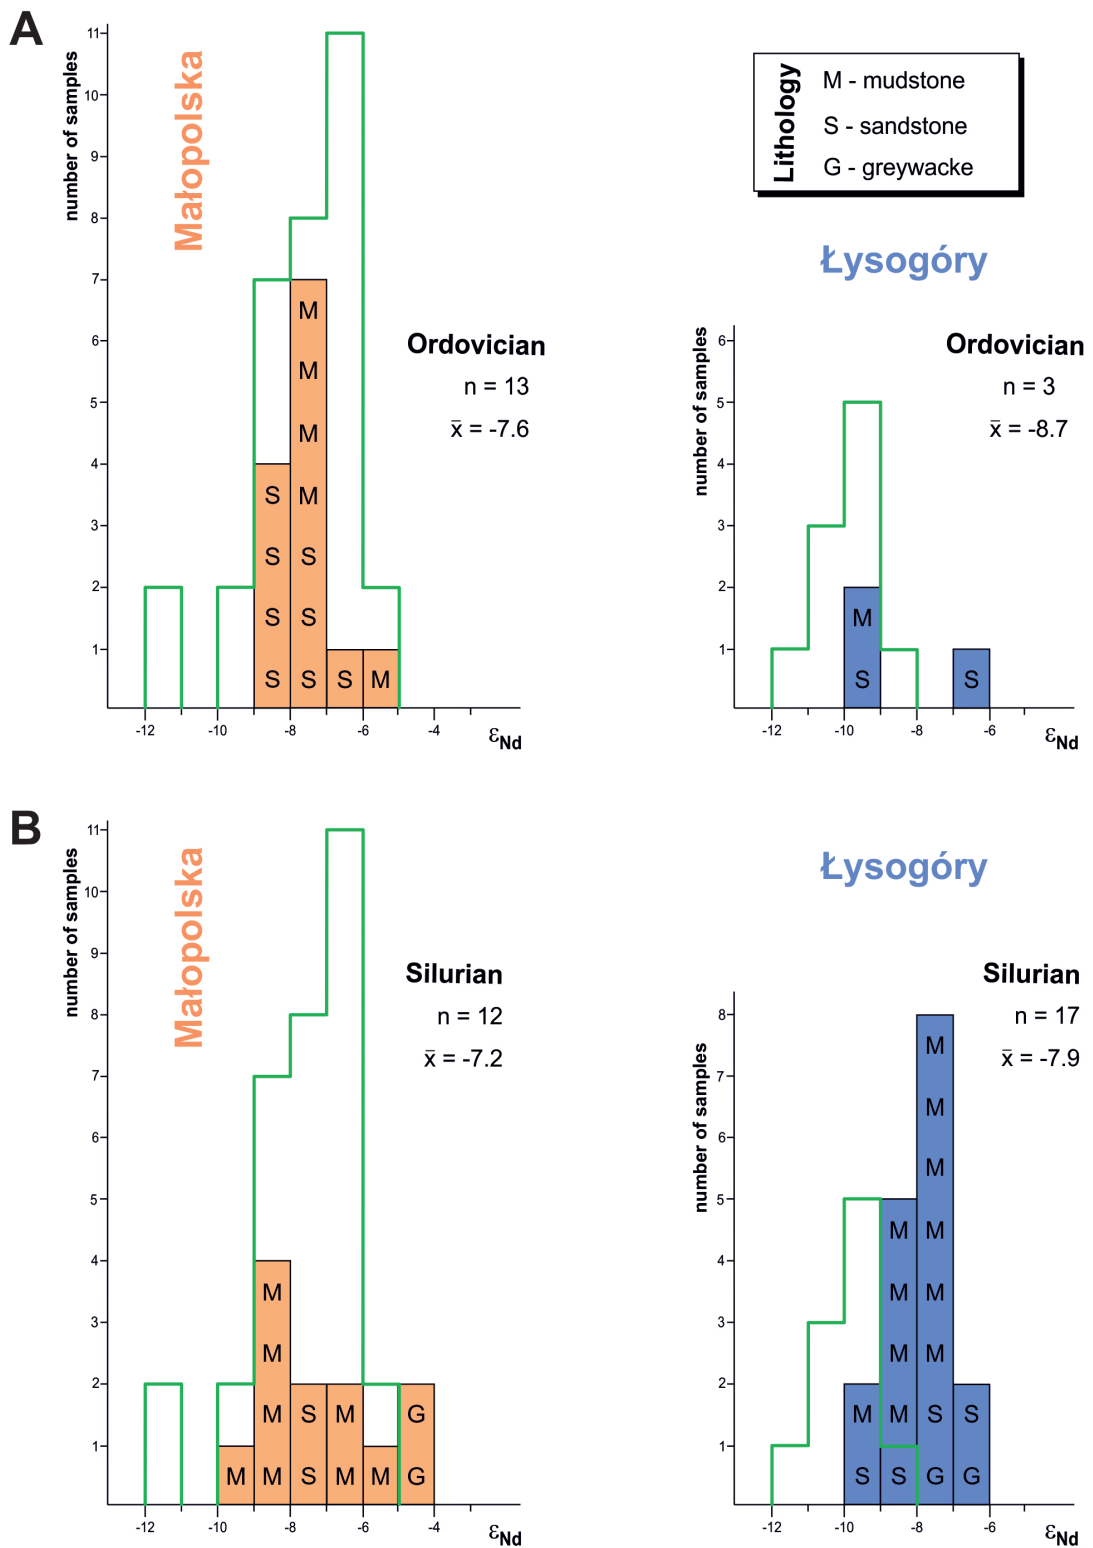 A
Małopolska
number of samples
11
10
9
8
7
6
5
4
3
2
1
M
M
M
S M
S S
S S
S S S M
-12 -10 -8 -6 -4 εNd
Ordovician
n = 13
x̅ = -7.6
Lithology
M - mudstone
S - sandstone
G - greywacke
Łysogóry
number of samples
6
5
4
3
2
1
Ordovician
n = 3
x̅ = -8.7
M
S S
-12 -10 -8 -6 εNd
B
Małopolska
number of samples
11
10
9
8
7
6
5
4
3
2
1
Silurian
n = 12
x̅ = -7.2
M
M
M S M G
M M S M M G
-12 -10 -8 -6 -4 εNd
Łysogóry
number of samples
8
7
6
5
4
3
2
1
Silurian
n = 17
x̅ = -7.9
M
M
M
M M
M M
M M
M M S S
S S G G
-12 -10 -8 -6 εNd